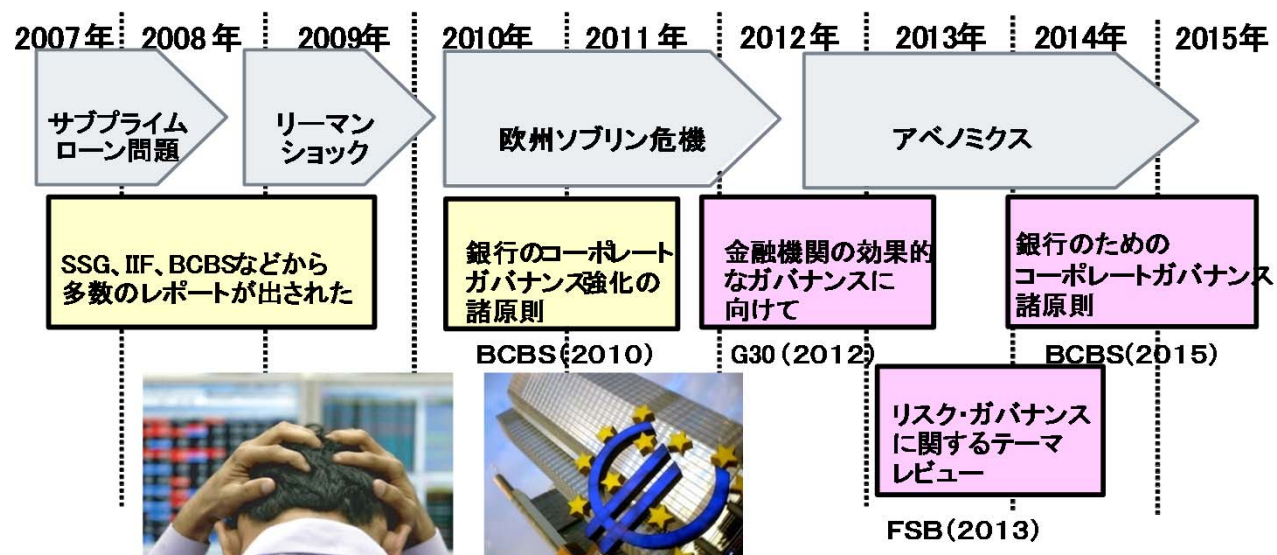 2007年 2008年 2009年 2010年 2011年 2012年 2013年 2014年 2015年
サブプライム
ローン問題
リーマン
ショック
欧州ソブリン危機
アベノミクス
SSG、IIF、BCBSなどから
多数のレポートが出された
銀行のコーポレート
ガバナンス強化の
諸原則
BCBS(2010)
金融機関の効果的
なガバナンスに
向けて
G30(2012)
銀行のための
コーポレートガバナンス
諸原則
BCBS(2015)
リスク・ガバナンス
に関するテーマ
レビュー
FSB(2013)